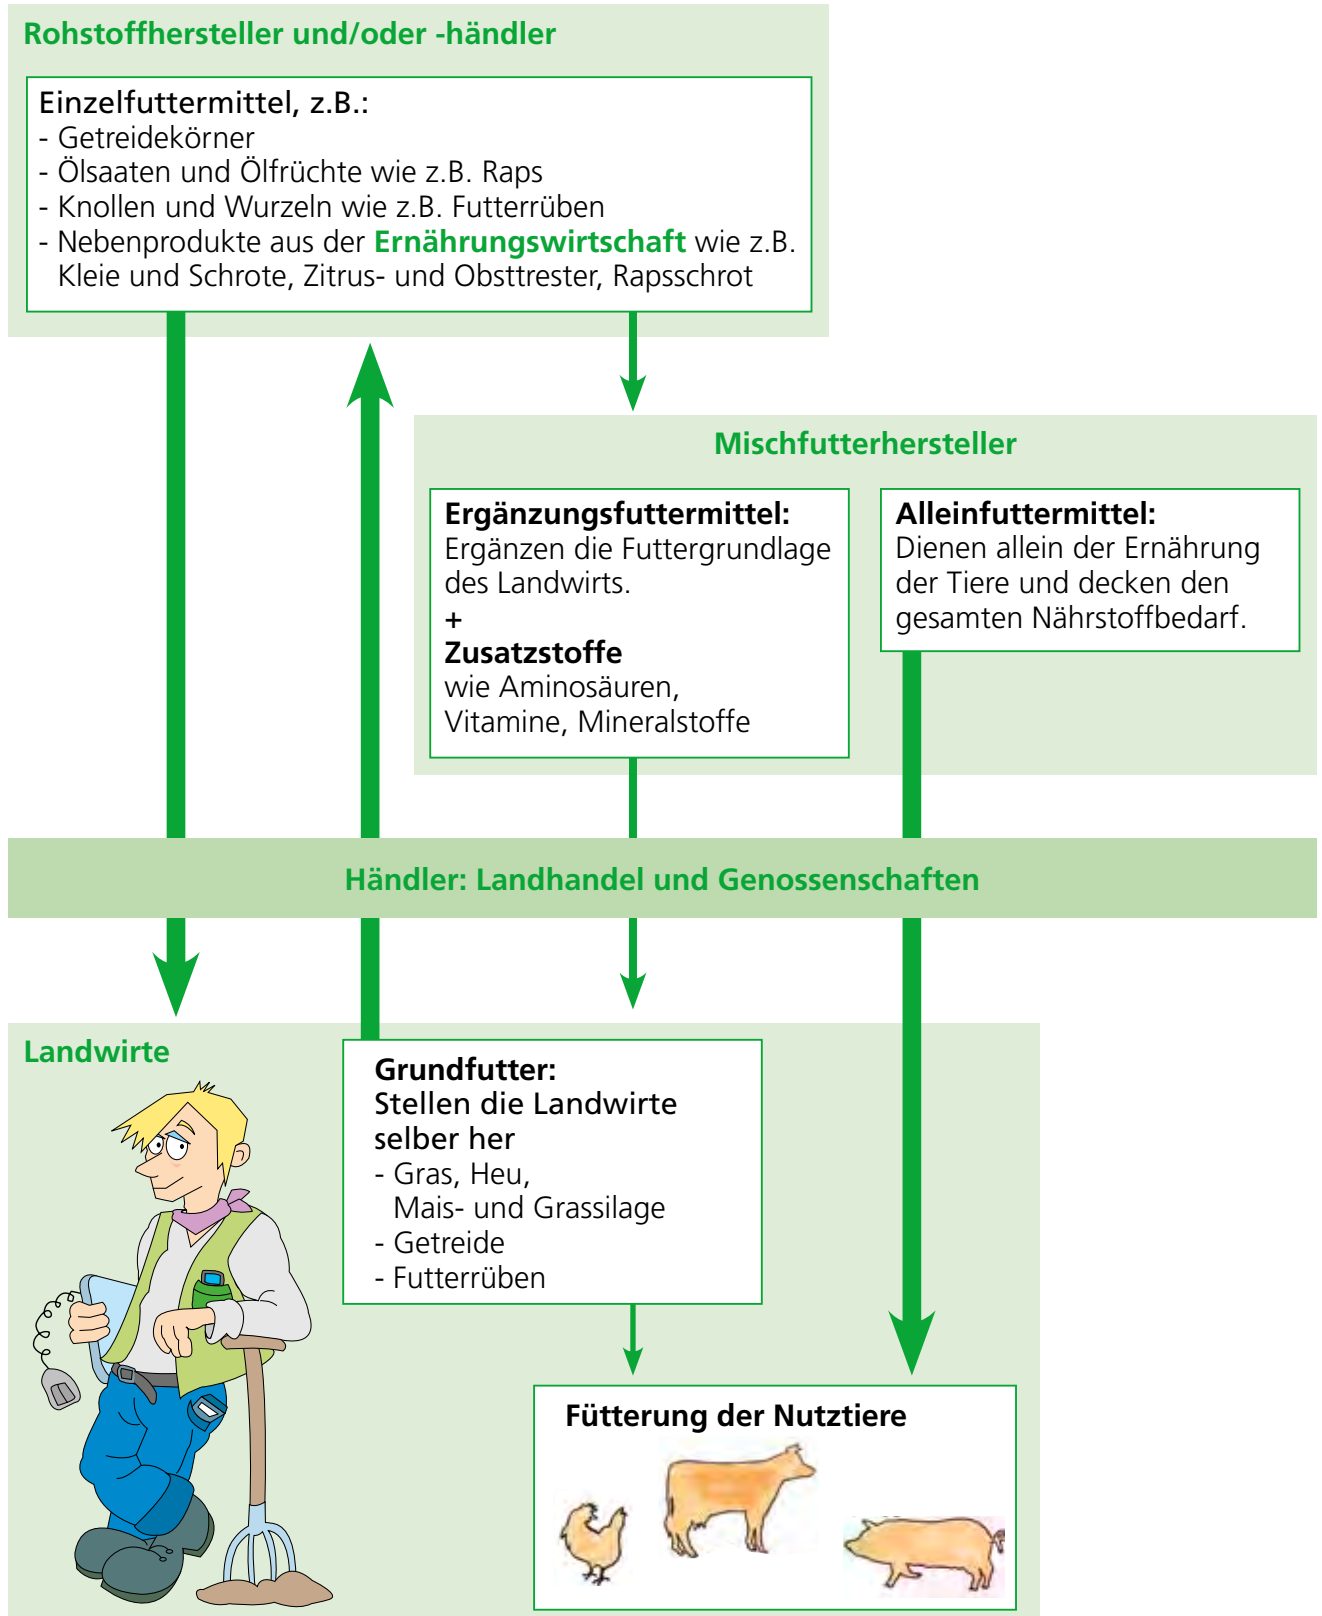 Rohstoffhersteller und/oder -händler
Einzelfuttermittel, z.B.:
- Getreidekörner
- Ölsaaten und Ölfrüchte wie z.B. Raps
- Knollen und Wurzeln wie z.B. Futterrüben
- Nebenprodukte aus der Ernährungswirtschaft wie z.B.
Kleie und Schrote, Zitrus- und Obsttrester, Rapsschrot
Mischfutterhersteller
Ergänzungsfuttermittel:
Ergänzen die Futtergrundlage
des Landwirts.
+
Zusatzstoffe
wie Aminosäuren,
Vitamine, Mineralstoffe
Alleinfuttermittel:
Dienen allein der Ernährung
der Tiere und decken den
gesamten Nährstoffbedarf.
Händler: Landhandel und Genossenschaften
Landwirte
Grundfutter:
Stellen die Landwirte
selber her
- Gras, Heu,
Mais- und Grassilage
- Getreide
- Futterrüben
Fütterung der Nutztiere